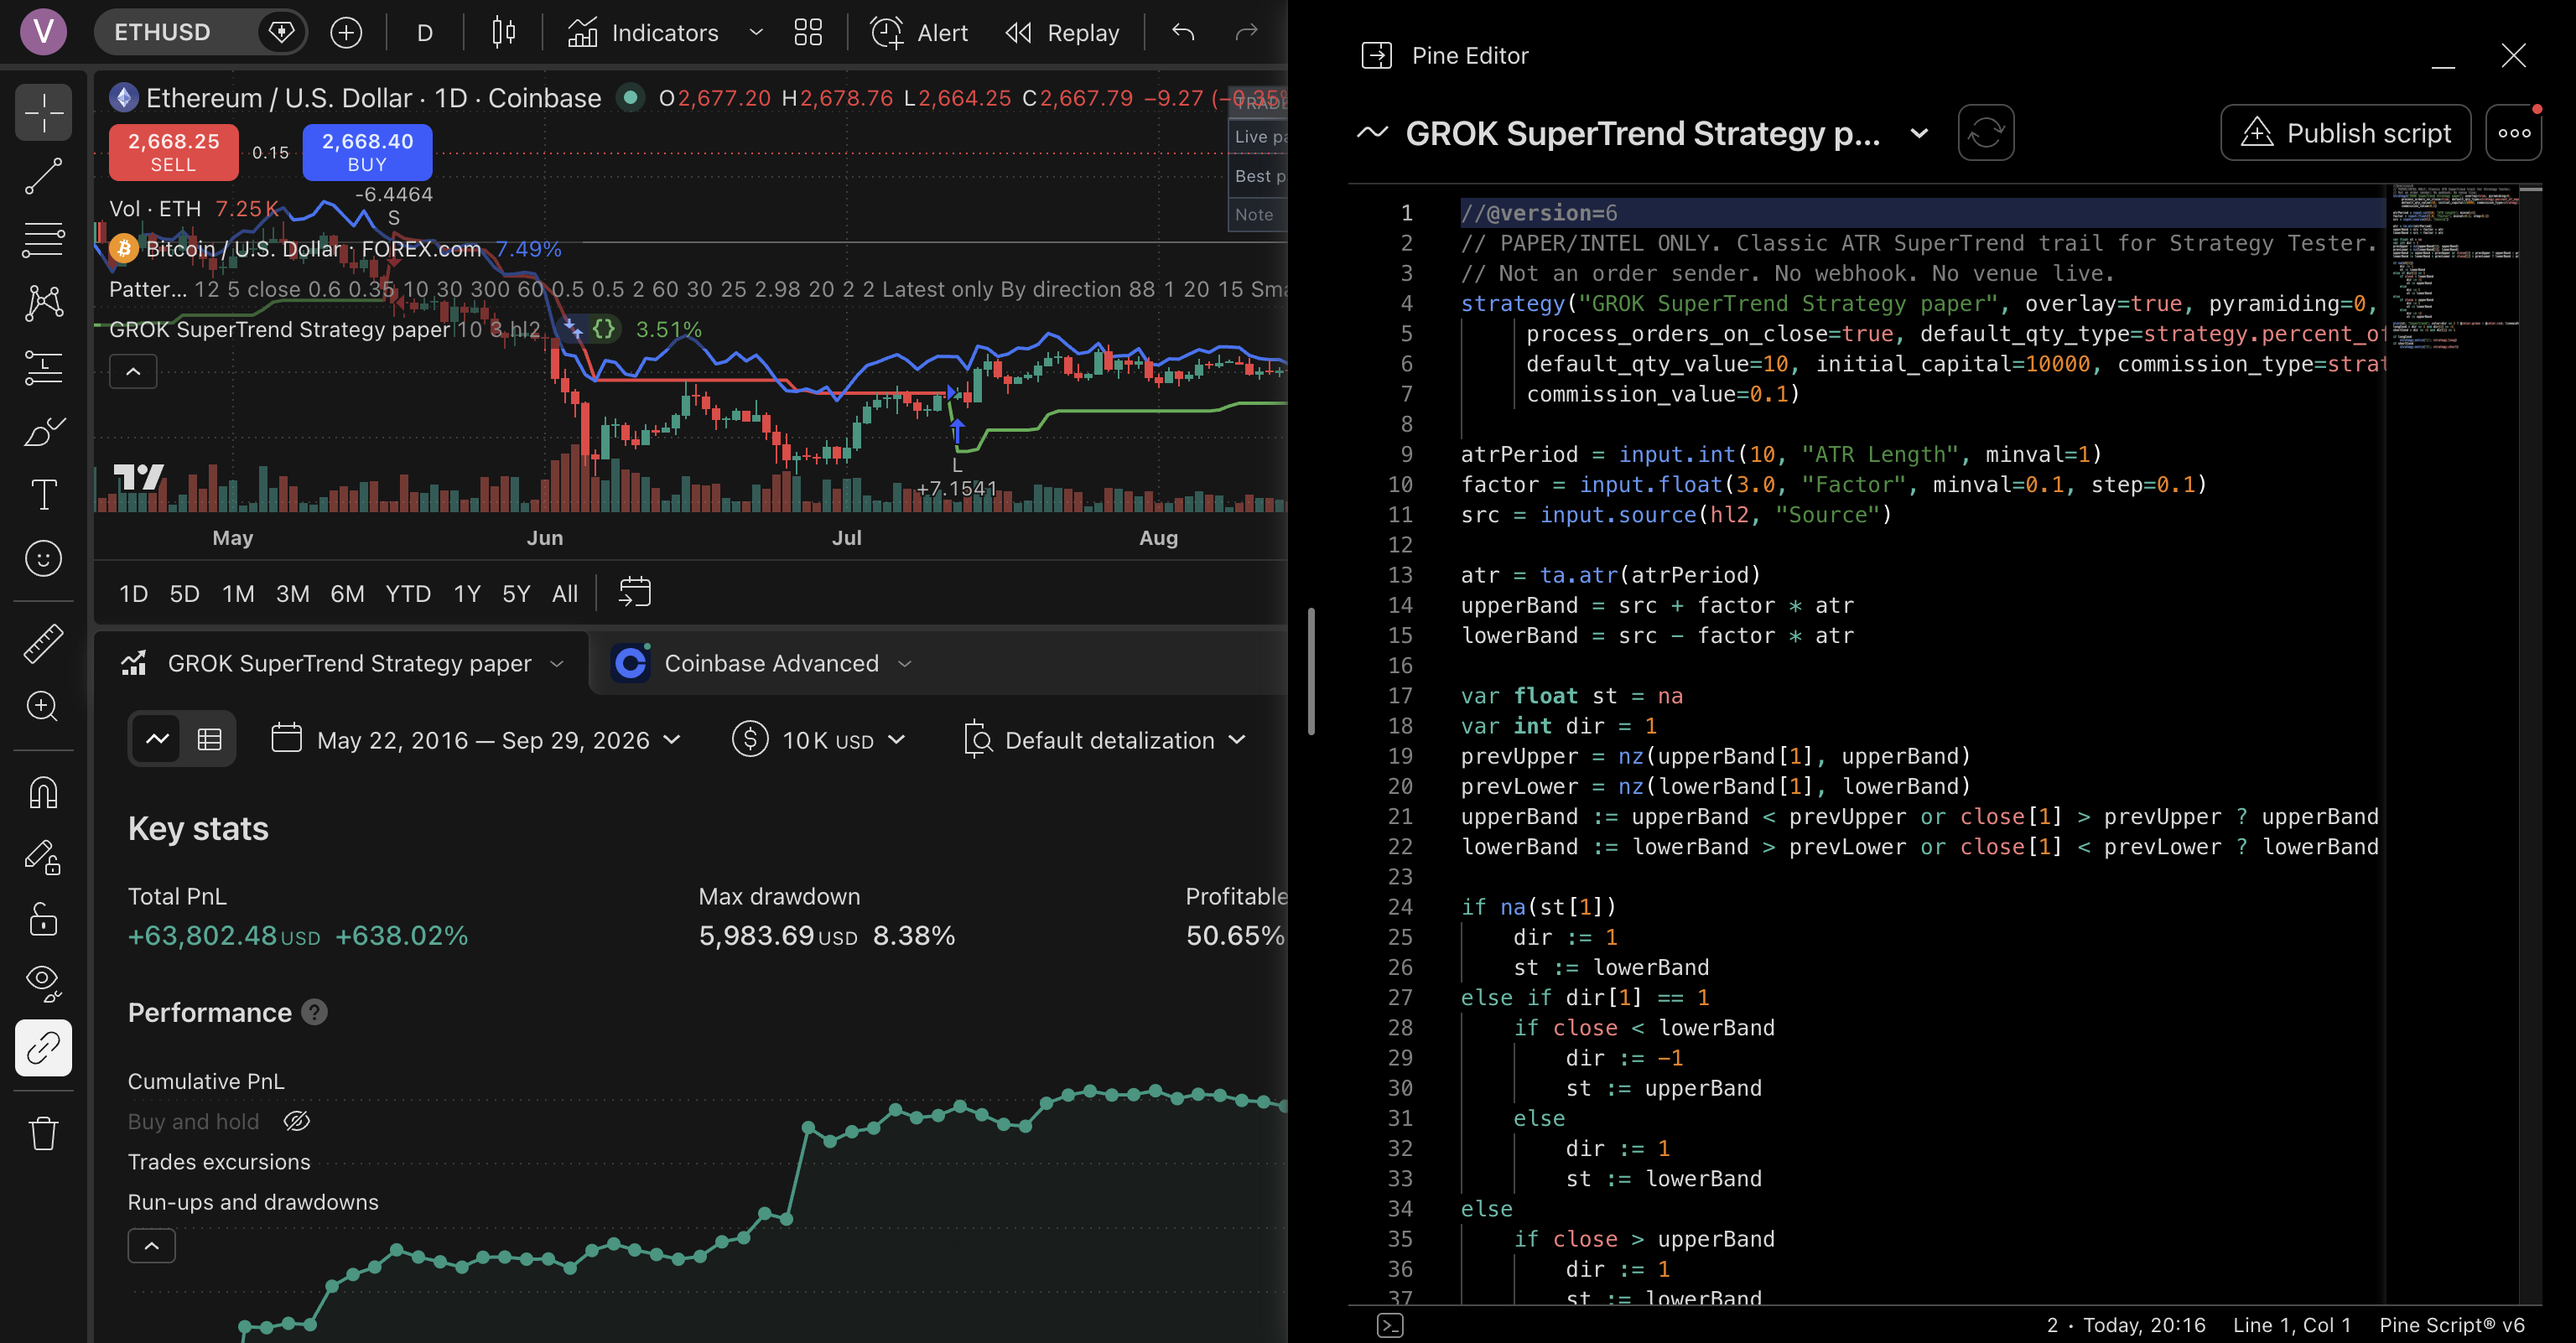 V
ETHUSD
D
Indicators
Alert
Replay
Ethereum / U.S. Dollar · 1D · Coinbase
O2,677.20 H2,678.76 L2,664.25 C2,667.79 −9.27
2,668.25
SELL
0.15
2,668.40
BUY
-6.4464
S
Live
Best
Note
Vol · ETH 7.25K
Bitcoin / U.S. Dollar · FOREX.com 7.49%
Patter... 12 5 close 0.6 0.35 10 30 300 60 0.5 0.5 2 60 30 25 2.98 20 2 2 Latest only By direction 88 1 20 15
GROK SuperTrend Strategy paper 10 3 hl2 {} 3.51%
L
+7.1541
May
Jun
Jul
Aug
1D 5D 1M 3M 6M YTD 1Y 5Y All
GROK SuperTrend Strategy paper
Coinbase Advanced
May 22, 2016 — Sep 29, 2026
10 K USD
Default detalization
Key stats
Total PnL
+63,802.48 USD +638.02%
Max drawdown
5,983.69 USD 8.38%
Profitable
50.65%
Performance ?
Cumulative PnL
Buy and hold
Trades excursions
Run-ups and drawdowns
Pine Editor
GROK SuperTrend Strategy p...
Publish script
1 //@version=6
2 // PAPER/INTEL ONLY. Classic ATR SuperTrend trail for Strategy Tester.
3 // Not an order sender. No webhook. No venue live.
4 strategy("GROK SuperTrend Strategy paper", overlay=true, pyramiding=0,
5 process_orders_on_close=true, default_qty_type=strategy.percent_of
6 default_qty_value=10, initial_capital=10000, commission_type=strat
7 commission_value=0.1)
8
9 atrPeriod = input.int(10, "ATR Length", minval=1)
10 factor = input.float(3.0, "Factor", minval=0.1, step=0.1)
11 src = input.source(hl2, "Source")
12
13 atr = ta.atr(atrPeriod)
14 upperBand = src + factor * atr
15 lowerBand = src − factor * atr
16
17 var float st = na
18 var int dir = 1
19 prevUpper = nz(upperBand[1], upperBand)
20 prevLower = nz(lowerBand[1], lowerBand)
21 upperBand := upperBand < prevUpper or close[1] > prevUpper ? upperBand
22 lowerBand := lowerBand > prevLower or close[1] < prevLower ? lowerBand
23
24 if na(st[1])
25 dir := 1
26 st := lowerBand
27 else if dir[1] == 1
28 if close < lowerBand
29 dir := −1
30 st := upperBand
31 else
32 dir := 1
33 st := lowerBand
34 else
35 if close > upperBand
36 dir := 1
37 st := lowerBand
2 · Today, 20:16
Line 1, Col 1
Pine Script® v6